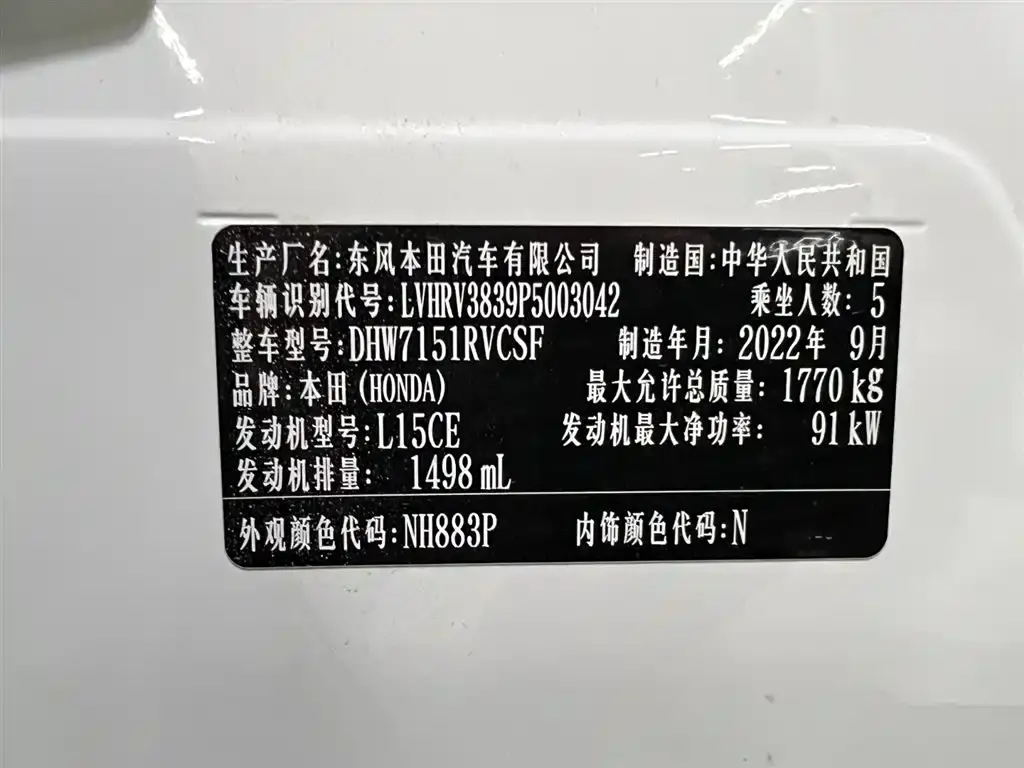 生产厂名:东风本田汽车有限公司 制造国:中华人民共和国
车辆识别代号:LVHRV3839P5003042 乘坐人数:5
整车型号:DHW7151RVCSF 制造年月:2022年 9月
品牌:本田(HONDA) 最大允许总质量:1770kg
发动机型号:L15CE 发动机最大净功率: 91kW
发动机排量: 1498mL
外观颜色代码:NH883P 内饰颜色代码:N